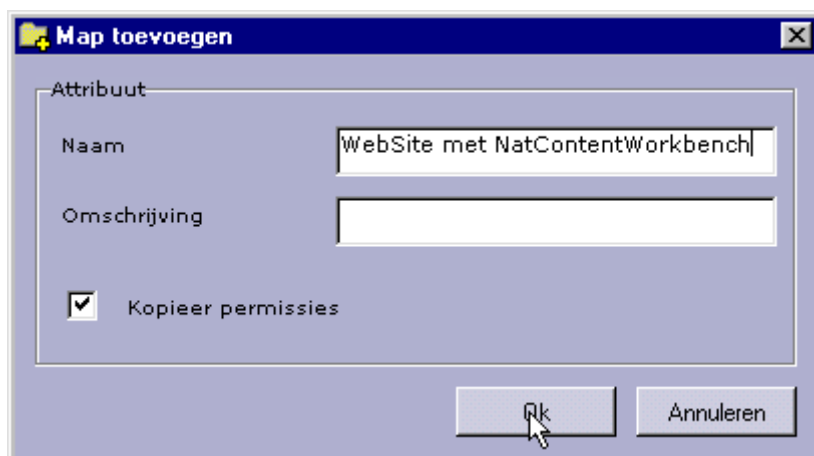 Map toevoegen
Attribuut
Naam
WebSite met NatContentWorkbench
Omschrijving
Kopieer permissies
Ok
Annuleren